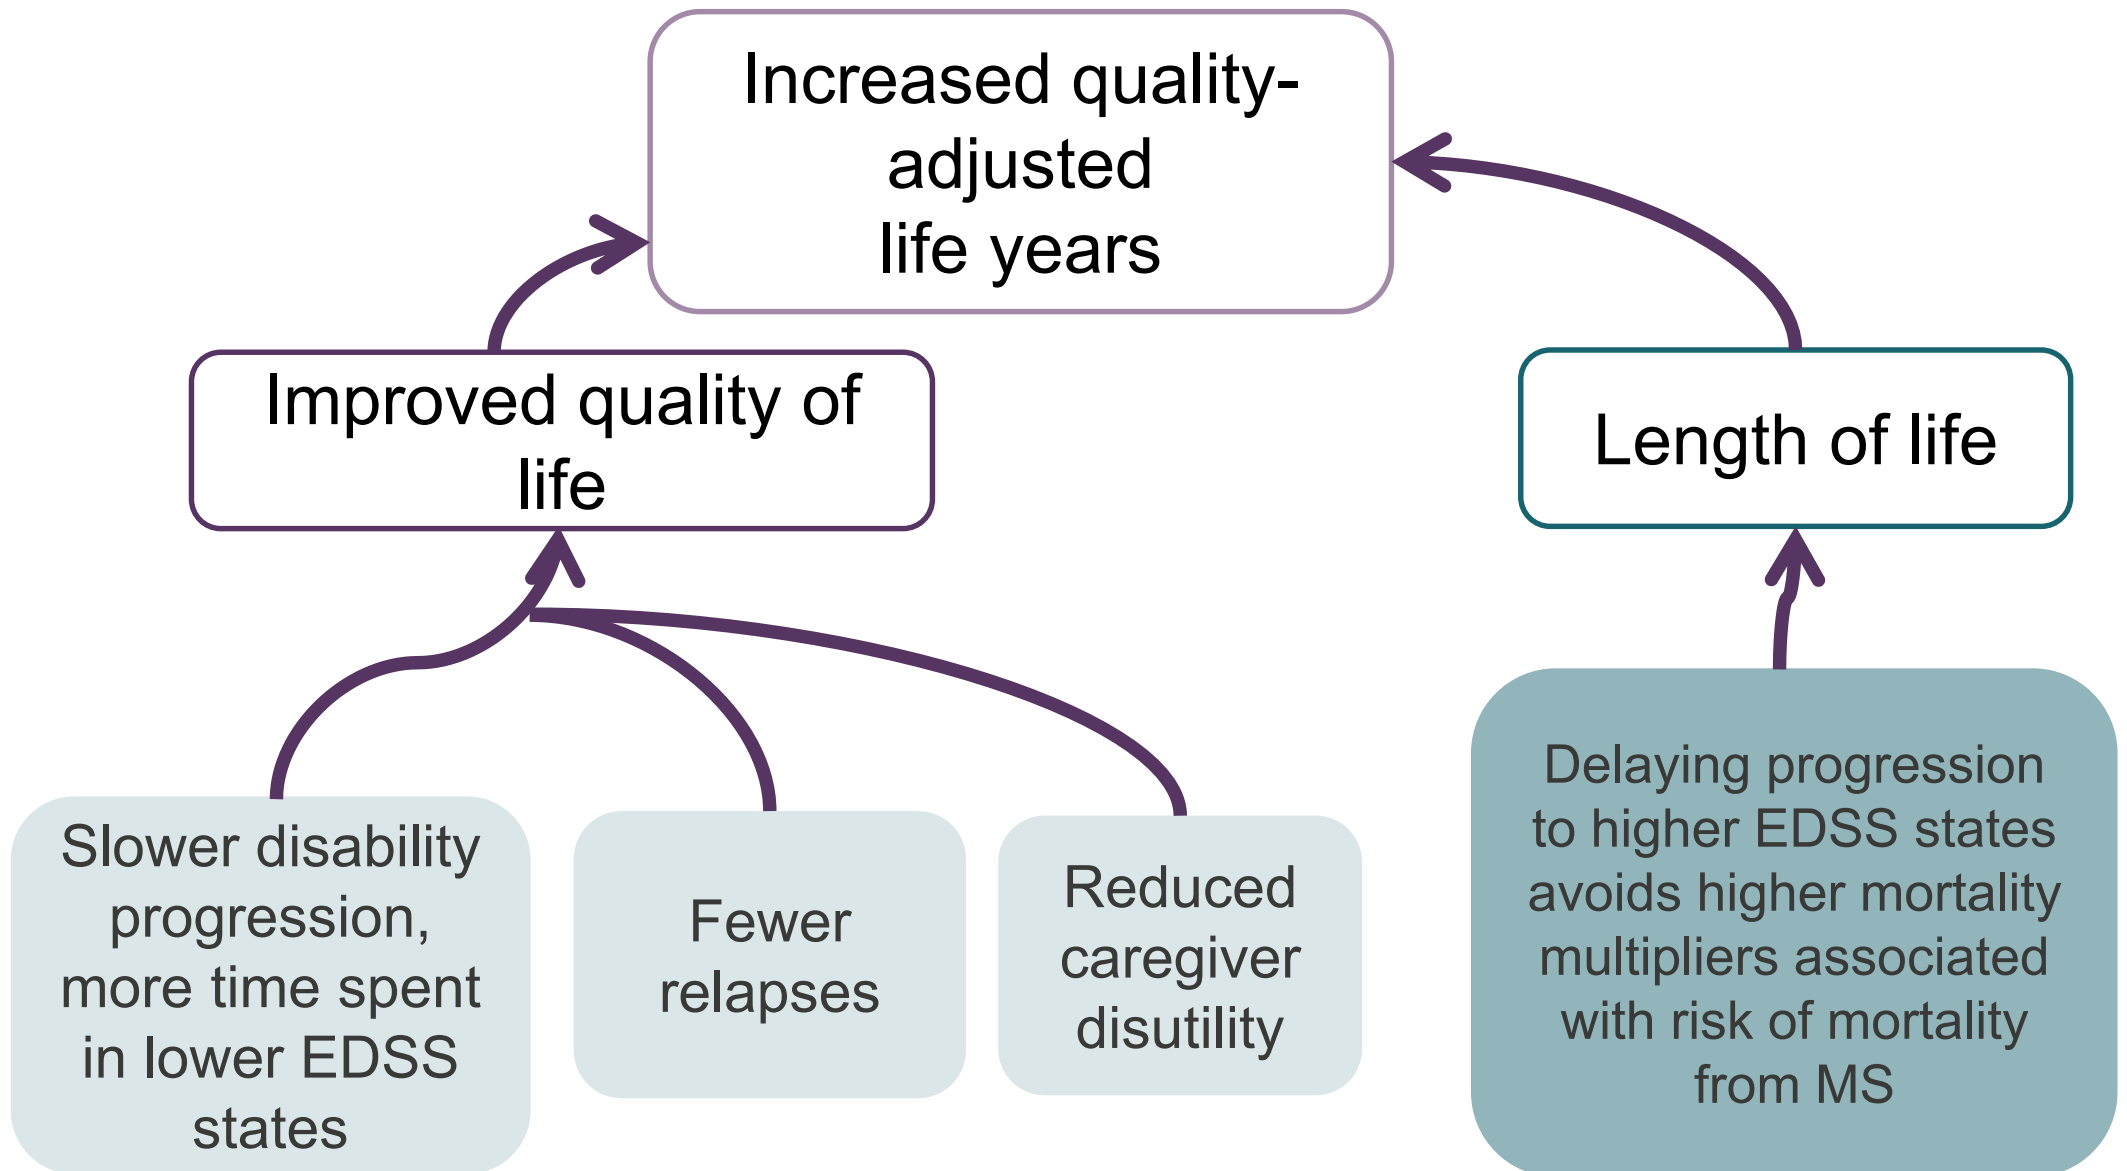 Increased quality-
adjusted
life years
Improved quality of
life
Length of life
Slower disability
progression,
more time spent
in lower EDSS
states
Fewer
relapses
Reduced
caregiver
disutility
Delaying progression
to higher EDSS states
avoids higher mortality
multipliers associated
with risk of mortality
from MS